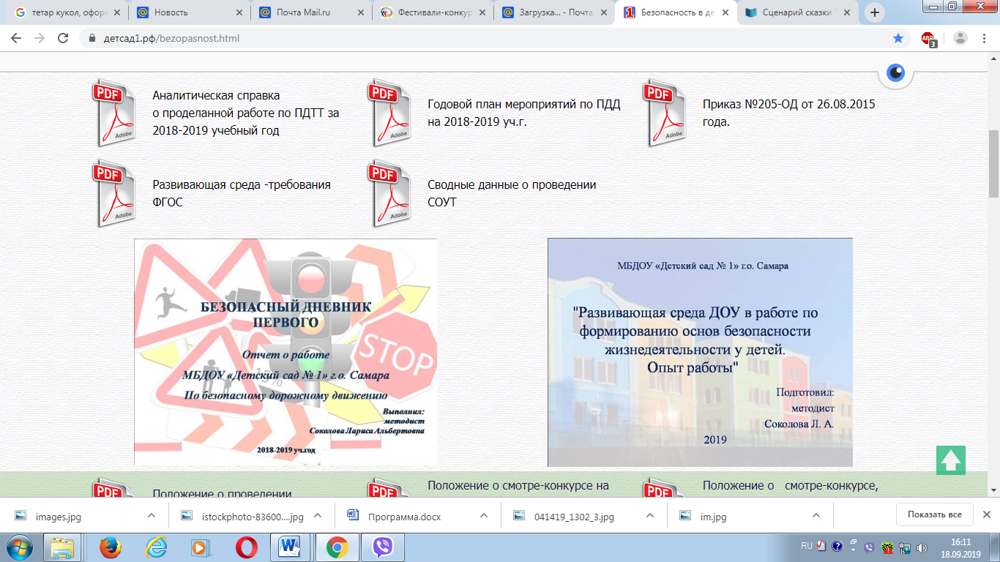 тетар кукол, офор
Новость
Почта Mail.ru
Фестивали-конкур
Загрузка... - Почта
Безопасность в де
Сценарий сказки
детсад1.рф/bezopasnost.html
ABP
3
PDF
Adobe
Аналитическая справка
о проделанной работе по ПДТТ за
2018-2019 учебный год
PDF
Adobe
Годовой план мероприятий по ПДД
на 2018-2019 уч.г.
PDF
Adobe
Приказ №205-ОД от 26.08.2015
года.
PDF
Adobe
Развивающая среда -требования
ФГОС
PDF
Adobe
Сводные данные о проведении
СОУТ
БЕЗОПАСНЫЙ ДНЕВНИК
ПЕРВОГО
STOP
Отчет о работе
МБДОУ «Детский сад № 1» г.о. Самара
15%
По безопасному дорожному движению
Выполнил:
методист
Соколова Лариса Альбертовна
2018-2019 уч.год
МБДОУ «Детский сад № 1» г.о. Самара
"Развивающая среда ДОУ в работе по
формированию основ безопасности
жизнедеятельности у детей.
Опыт работы"
Подготовил:
методист
Соколова Л. А.
2019
PDF
Положение о проведении
PDF
Положение о смотре-конкурсе на
PDF
Положение о смотре-конкурсе,
images.jpg
istockphoto-83600....jpg
Программа.docx
041419_1302_3.jpg
im.jpg
Показать все
RU
16:11
18.09.2019